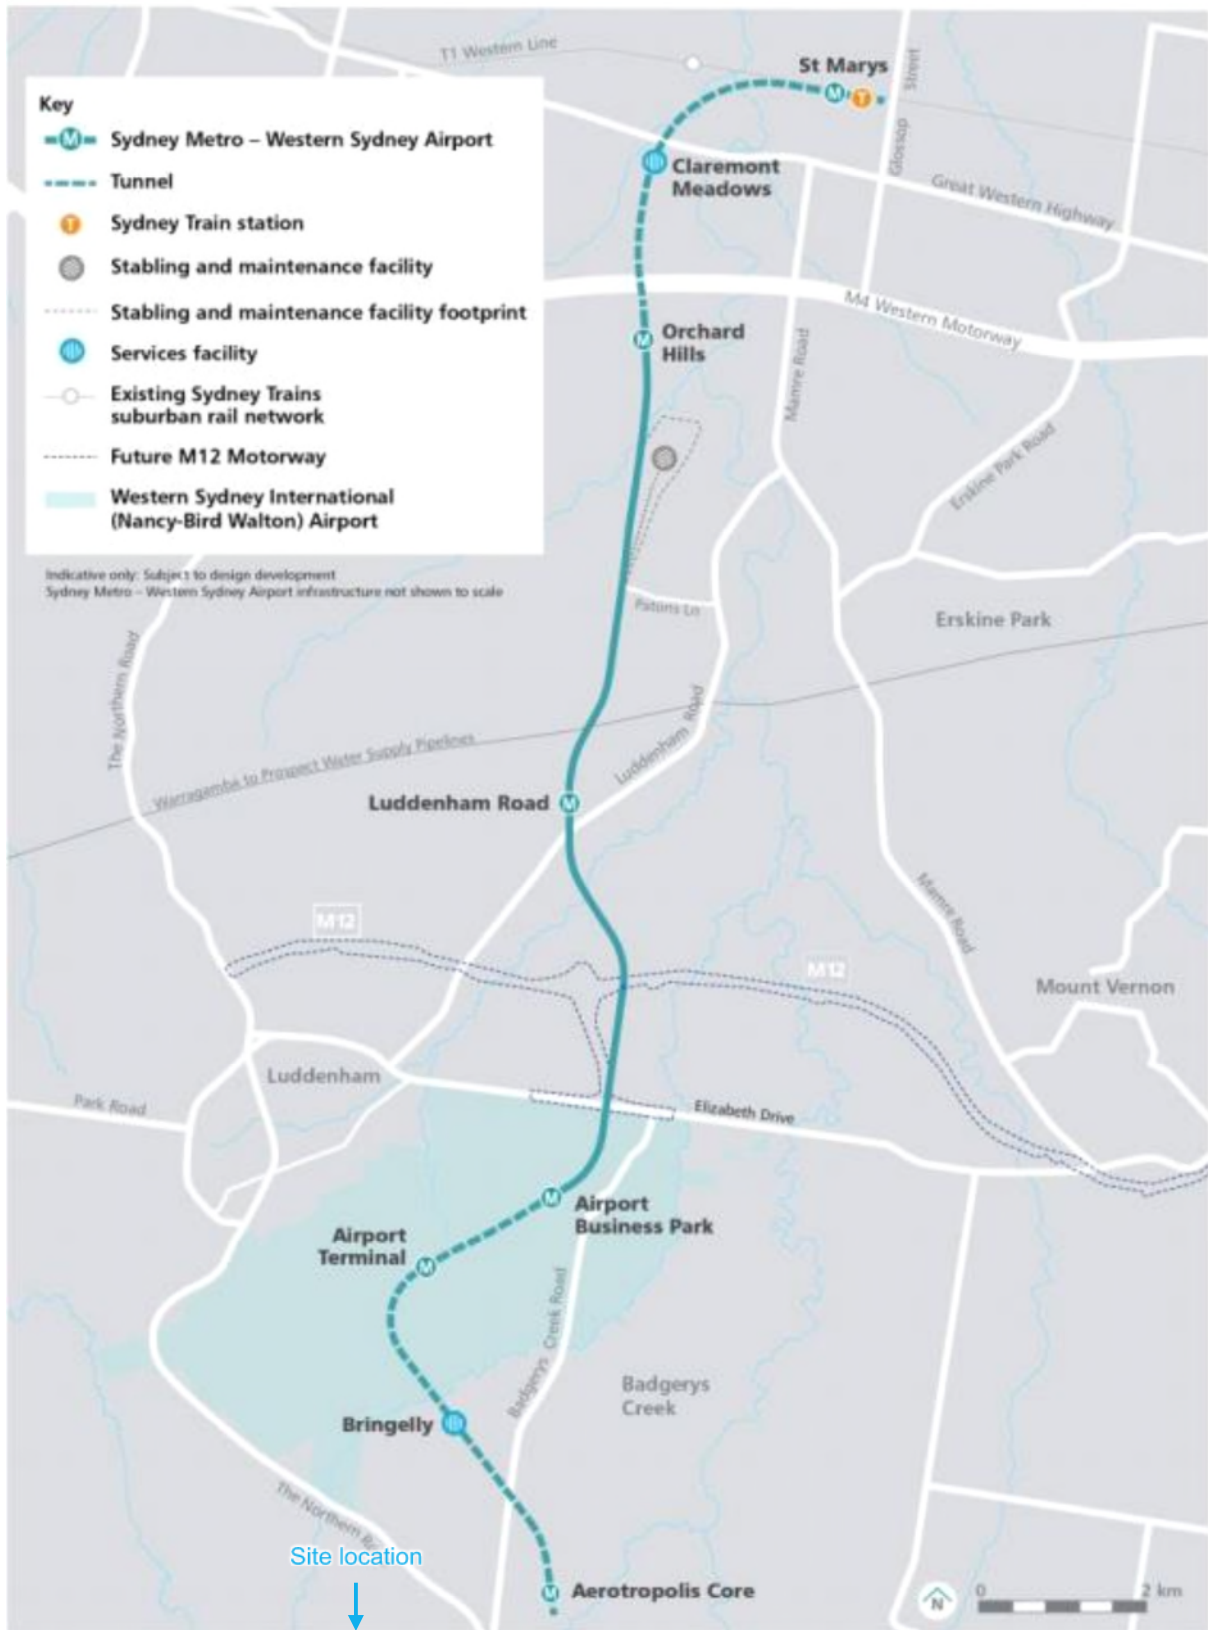 T1 Western Line
St Marys
Glossop Street
Key
Sydney Metro – Western Sydney Airport
Tunnel
Sydney Train station
Stabling and maintenance facility
Stabling and maintenance facility footprint
Services facility
Existing Sydney Trains
suburban rail network
Future M12 Motorway
Western Sydney International
(Nancy-Bird Walton) Airport
Indicative only: Subject to design development
Sydney Metro – Western Sydney Airport infrastructure not shown to scale
Claremont
Meadows
Great Western Highway
M4 Western Motorway
Orchard
Hills
Mamre Road
Erskine Park Road
Patons Ln
Erskine Park
The Northern Road
Luddenham Road
Warragamba to Prospect Water Supply Pipelines
Luddenham Road
Mamre Road
M12
M12
Mount Vernon
Luddenham
Park Road
Elizabeth Drive
Airport
Business Park
Airport
Terminal
Badgerys Creek Road
Badgerys
Creek
Bringelly
The Northern
Site location
Aerotropolis Core
N
0
2 km